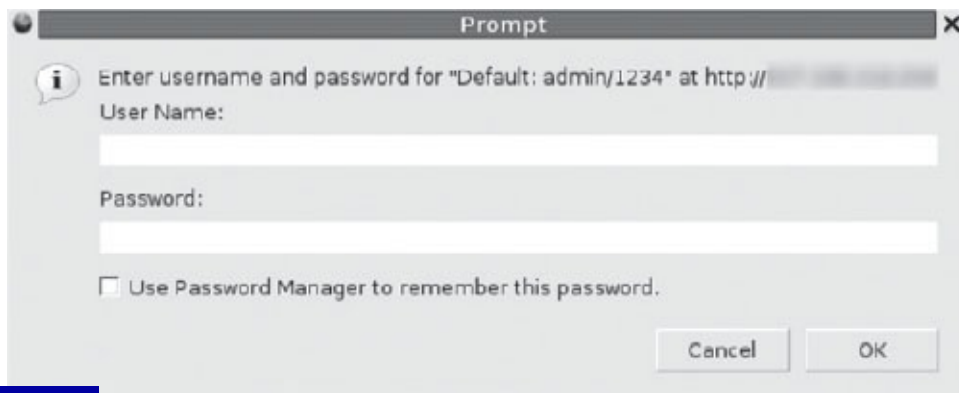 Prompt
Enter username and password for "Default: admin/1234" at http://
User Name:
Password:
Use Password Manager to remember this password.
Cancel
OK